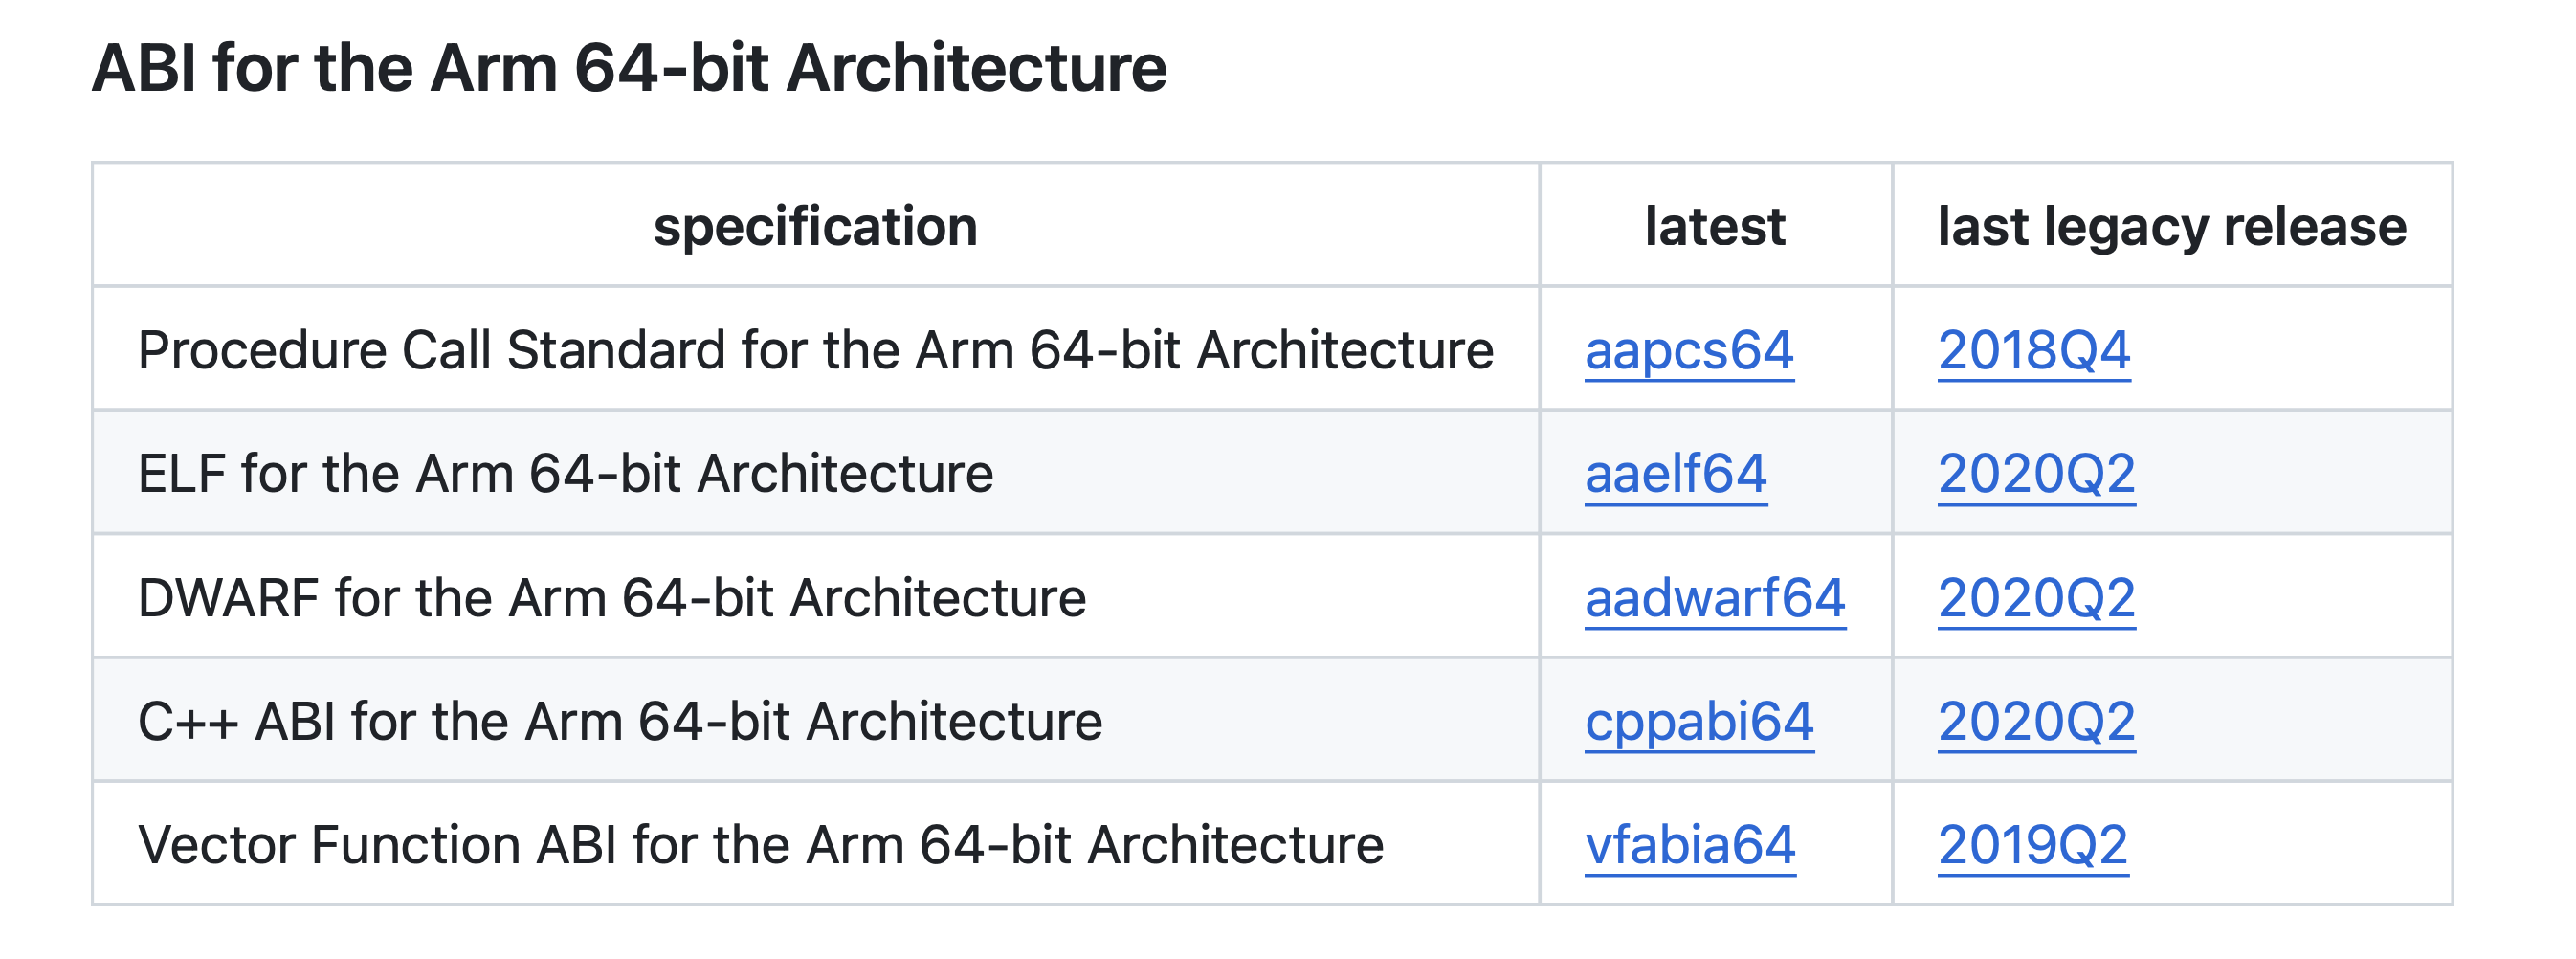 ABI for the Arm 64-bit Architecture
specification latest last legacy release
Procedure Call Standard for the Arm 64-bit Architecture aapcs64 2018Q4
ELF for the Arm 64-bit Architecture aaelf64 2020Q2
DWARF for the Arm 64-bit Architecture aadwarf64 2020Q2
C++ ABI for the Arm 64-bit Architecture cppabi64 2020Q2
Vector Function ABI for the Arm 64-bit Architecture vfabia64 2019Q2